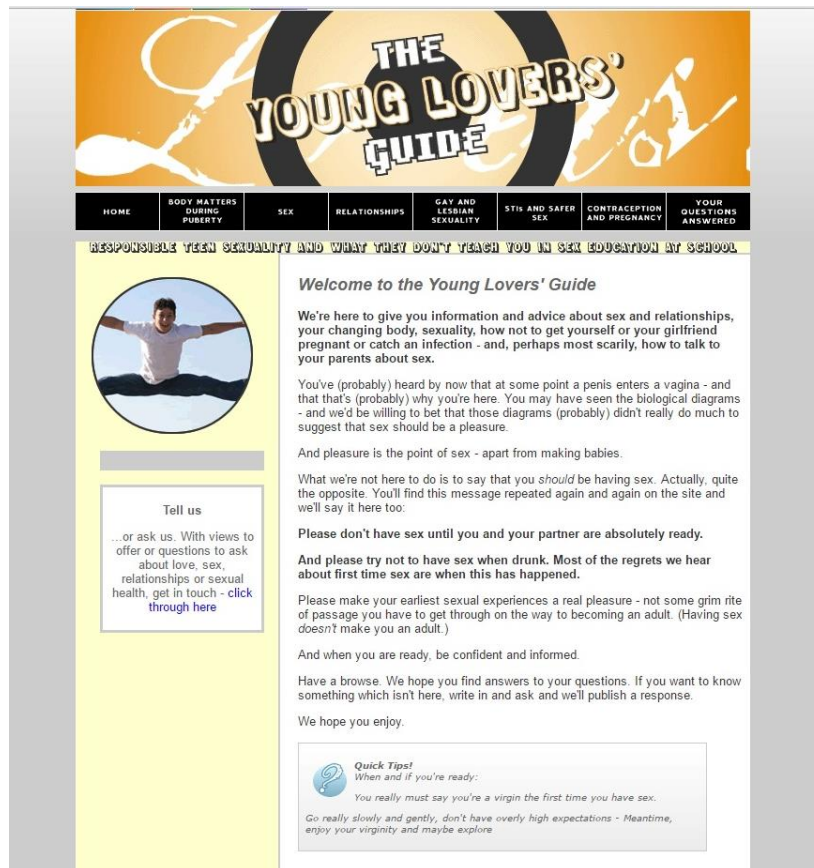 THE
YOUNG LOVERS'
GUIDE
HOME
BODY MATTERS
DURING
PUBERTY
SEX
RELATIONSHIPS
GAY AND
LESBIAN
SEXUALITY
STIs AND SAFER
SEX
CONTRACEPTION
AND PREGNANCY
YOUR
QUESTIONS
ANSWERED
RESPONSIBLE TEEN SEXUALITY AND WHAT THEY DON'T TEACH YOU IN SEX EDUCATION AT SCHOOL
Welcome to the Young Lovers' Guide
We're here to give you information and advice about sex and relationships,
your changing body, sexuality, how not to get yourself or your girlfriend
pregnant or catch an infection - and, perhaps most scarily, how to talk to
your parents about sex.
You've (probably) heard by now that at some point a penis enters a vagina - and
that that's (probably) why you're here. You may have seen the biological diagrams
- and we'd be willing to bet that those diagrams (probably) didn't really do much to
suggest that sex should be a pleasure.
And pleasure is the point of sex - apart from making babies.
What we're not here to do is to say that you should be having sex. Actually, quite
the opposite. You'll find this message repeated again and again on the site and
we'll say it here too:
Please don't have sex until you and your partner are absolutely ready.
And please try not to have sex when drunk. Most of the regrets we hear
about first time sex are when this has happened.
Please make your earliest sexual experiences a real pleasure - not some grim rite
of passage you have to get through on the way to becoming an adult. (Having sex
doesn't make you an adult.)
And when you are ready, be confident and informed.
Have a browse. We hope you find answers to your questions. If you want to know
something which isn't here, write in and ask and we'll publish a response.
We hope you enjoy.
Tell us
...or ask us. With views to
offer or questions to ask
about love, sex,
relationships or sexual
health, get in touch - click
through here
Quick Tips!
When and if you're ready:
You really must say you're a virgin the first time you have sex.
Go really slowly and gently, don't have overly high expectations - Meantime,
enjoy your virginity and maybe explore